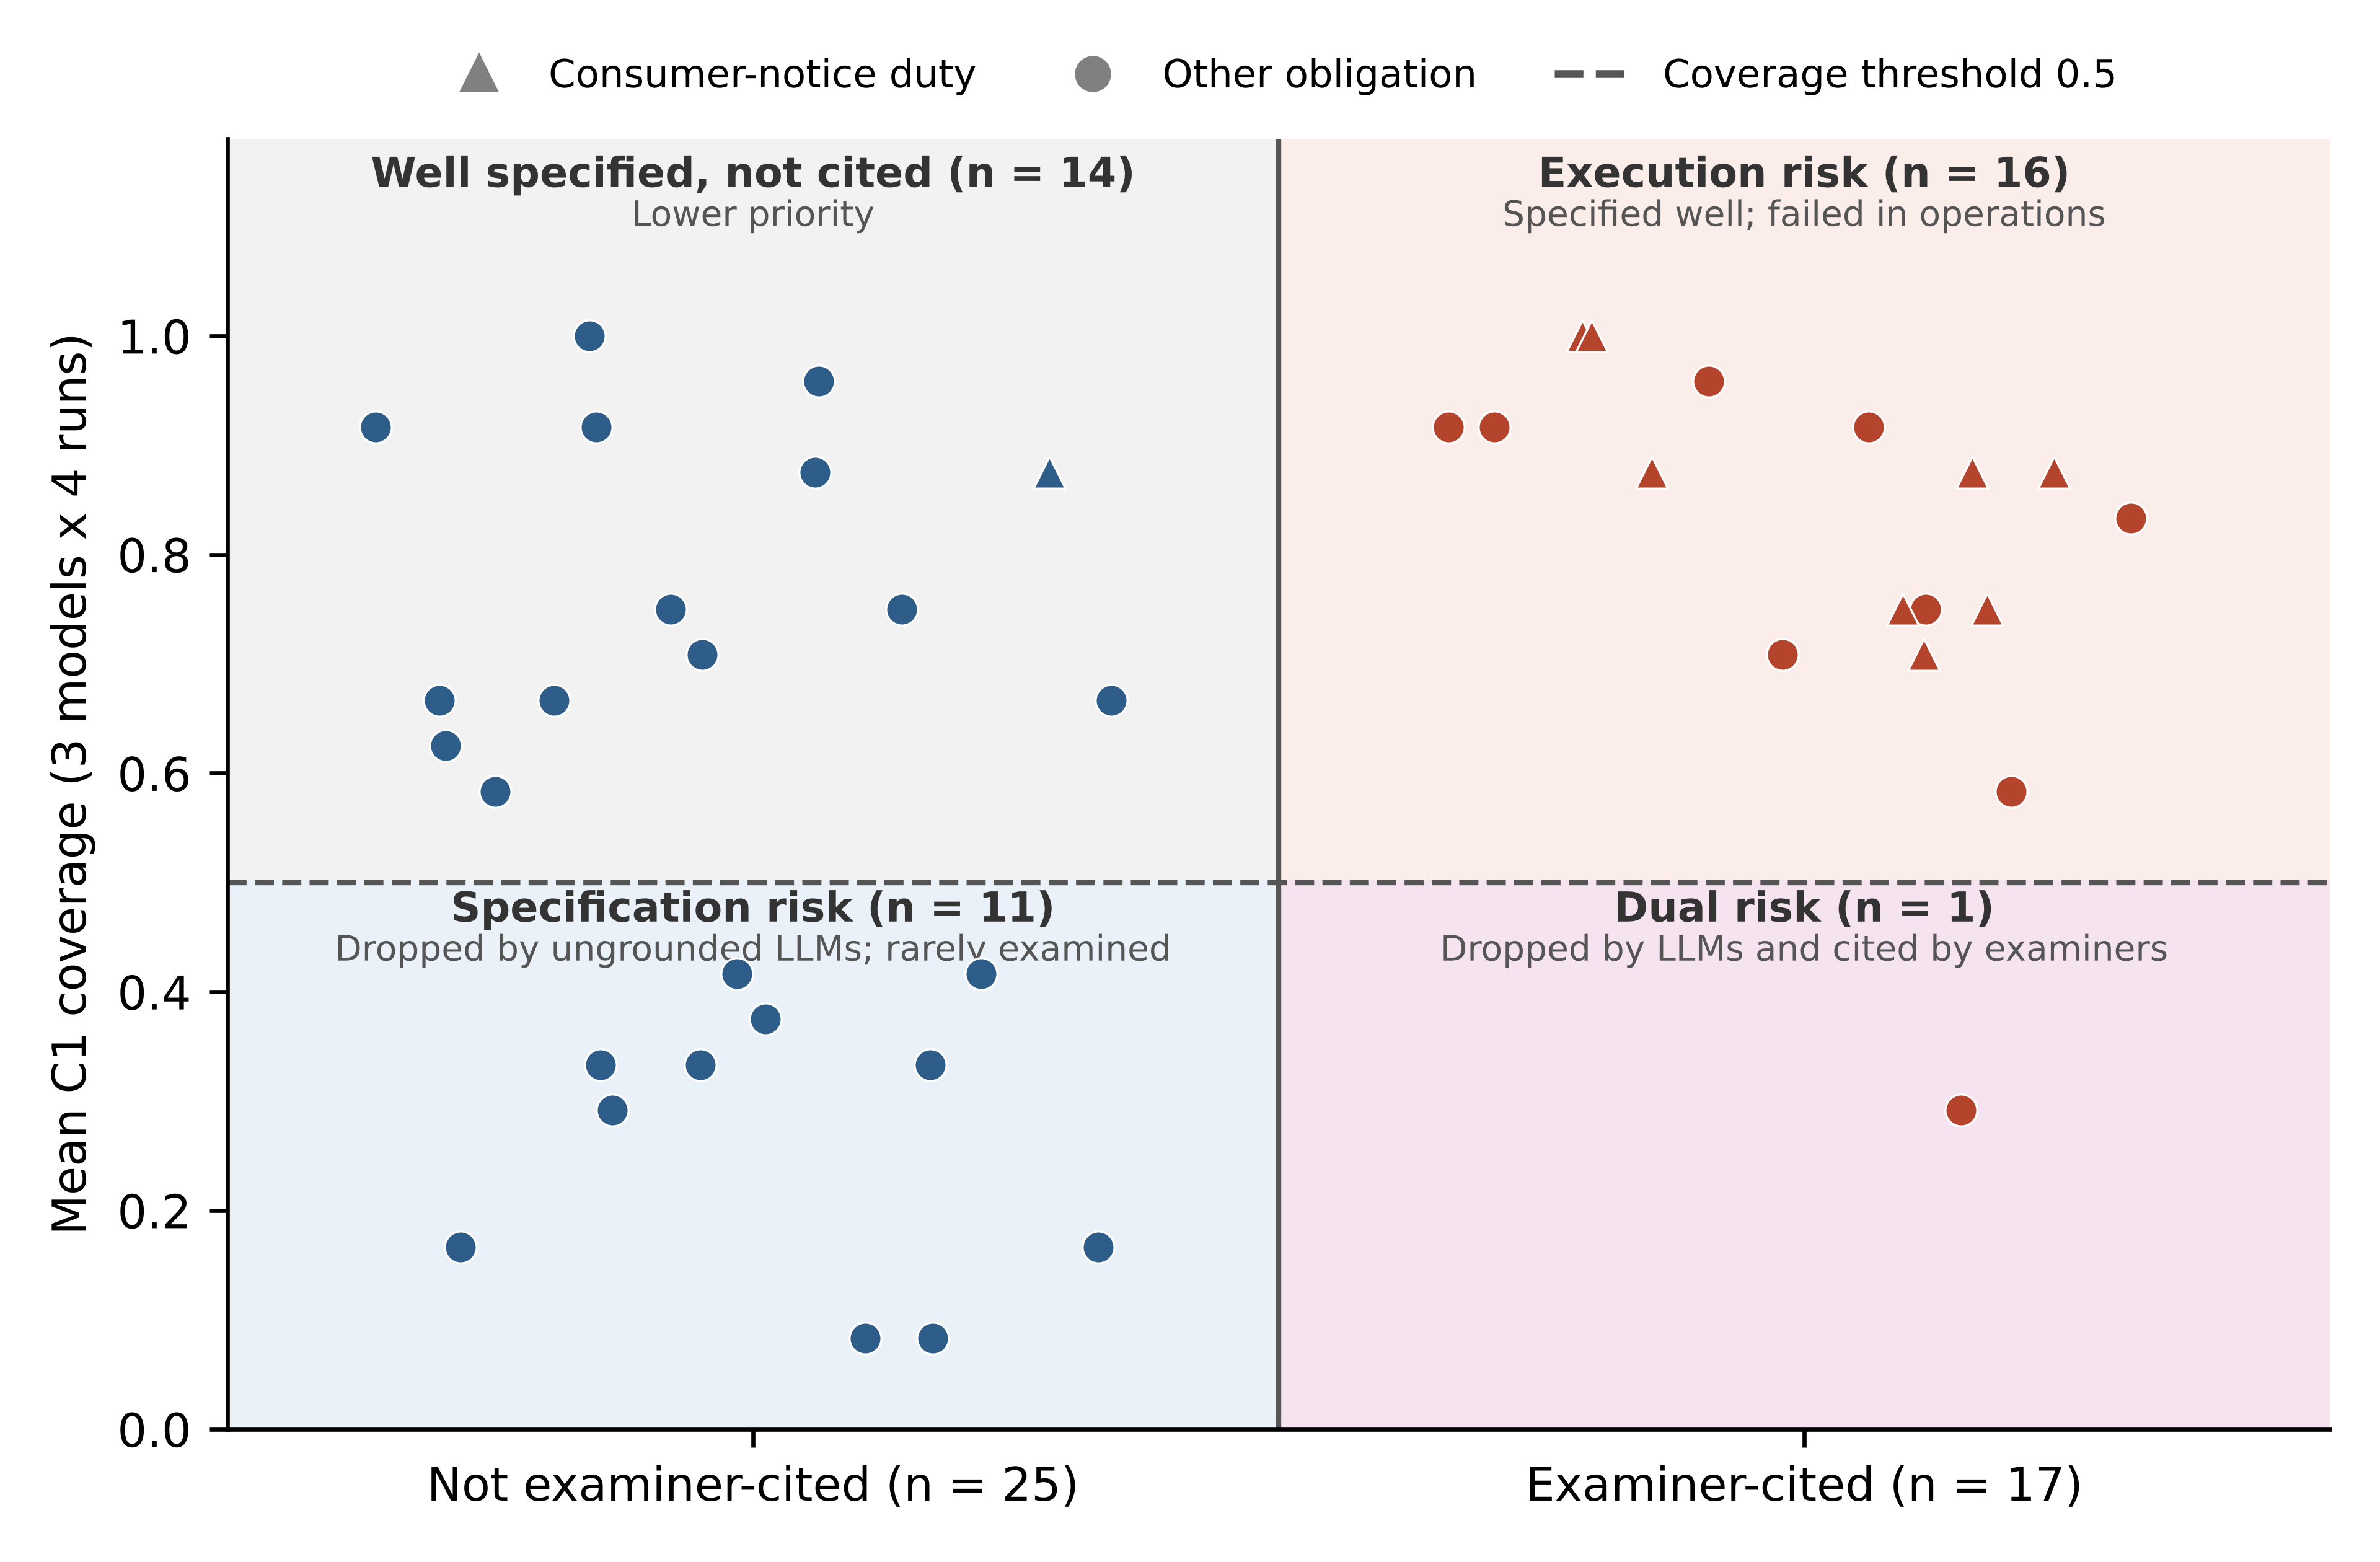 Consumer-notice duty
Other obligation
Coverage threshold 0.5
Well specified, not cited (n = 14)
Lower priority
Execution risk (n = 16)
Specified well; failed in operations
Specification risk (n = 11)
Dropped by ungrounded LLMs; rarely examined
Dual risk (n = 1)
Dropped by LLMs and cited by examiners
Mean C1 coverage (3 models x 4 runs)
1.0
0.8
0.6
0.4
0.2
0.0
Not examiner-cited (n = 25)
Examiner-cited (n = 17)